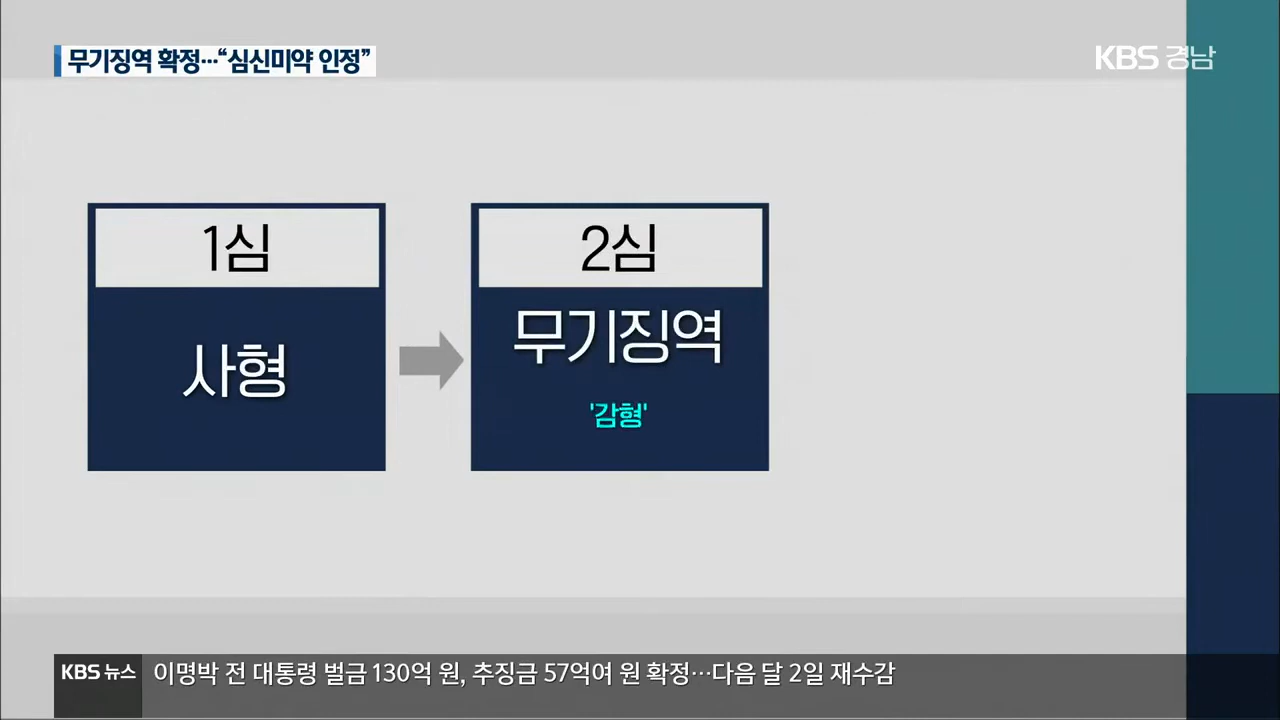 무기징역 확정…“심신미약 인정”
KBS 경남
1심
사형
2심
무기징역
'감형'
KBS 뉴스
이명박 전 대통령 벌금 130억 원, 추징금 57억여 원 확정…다음 달 2일 재수감